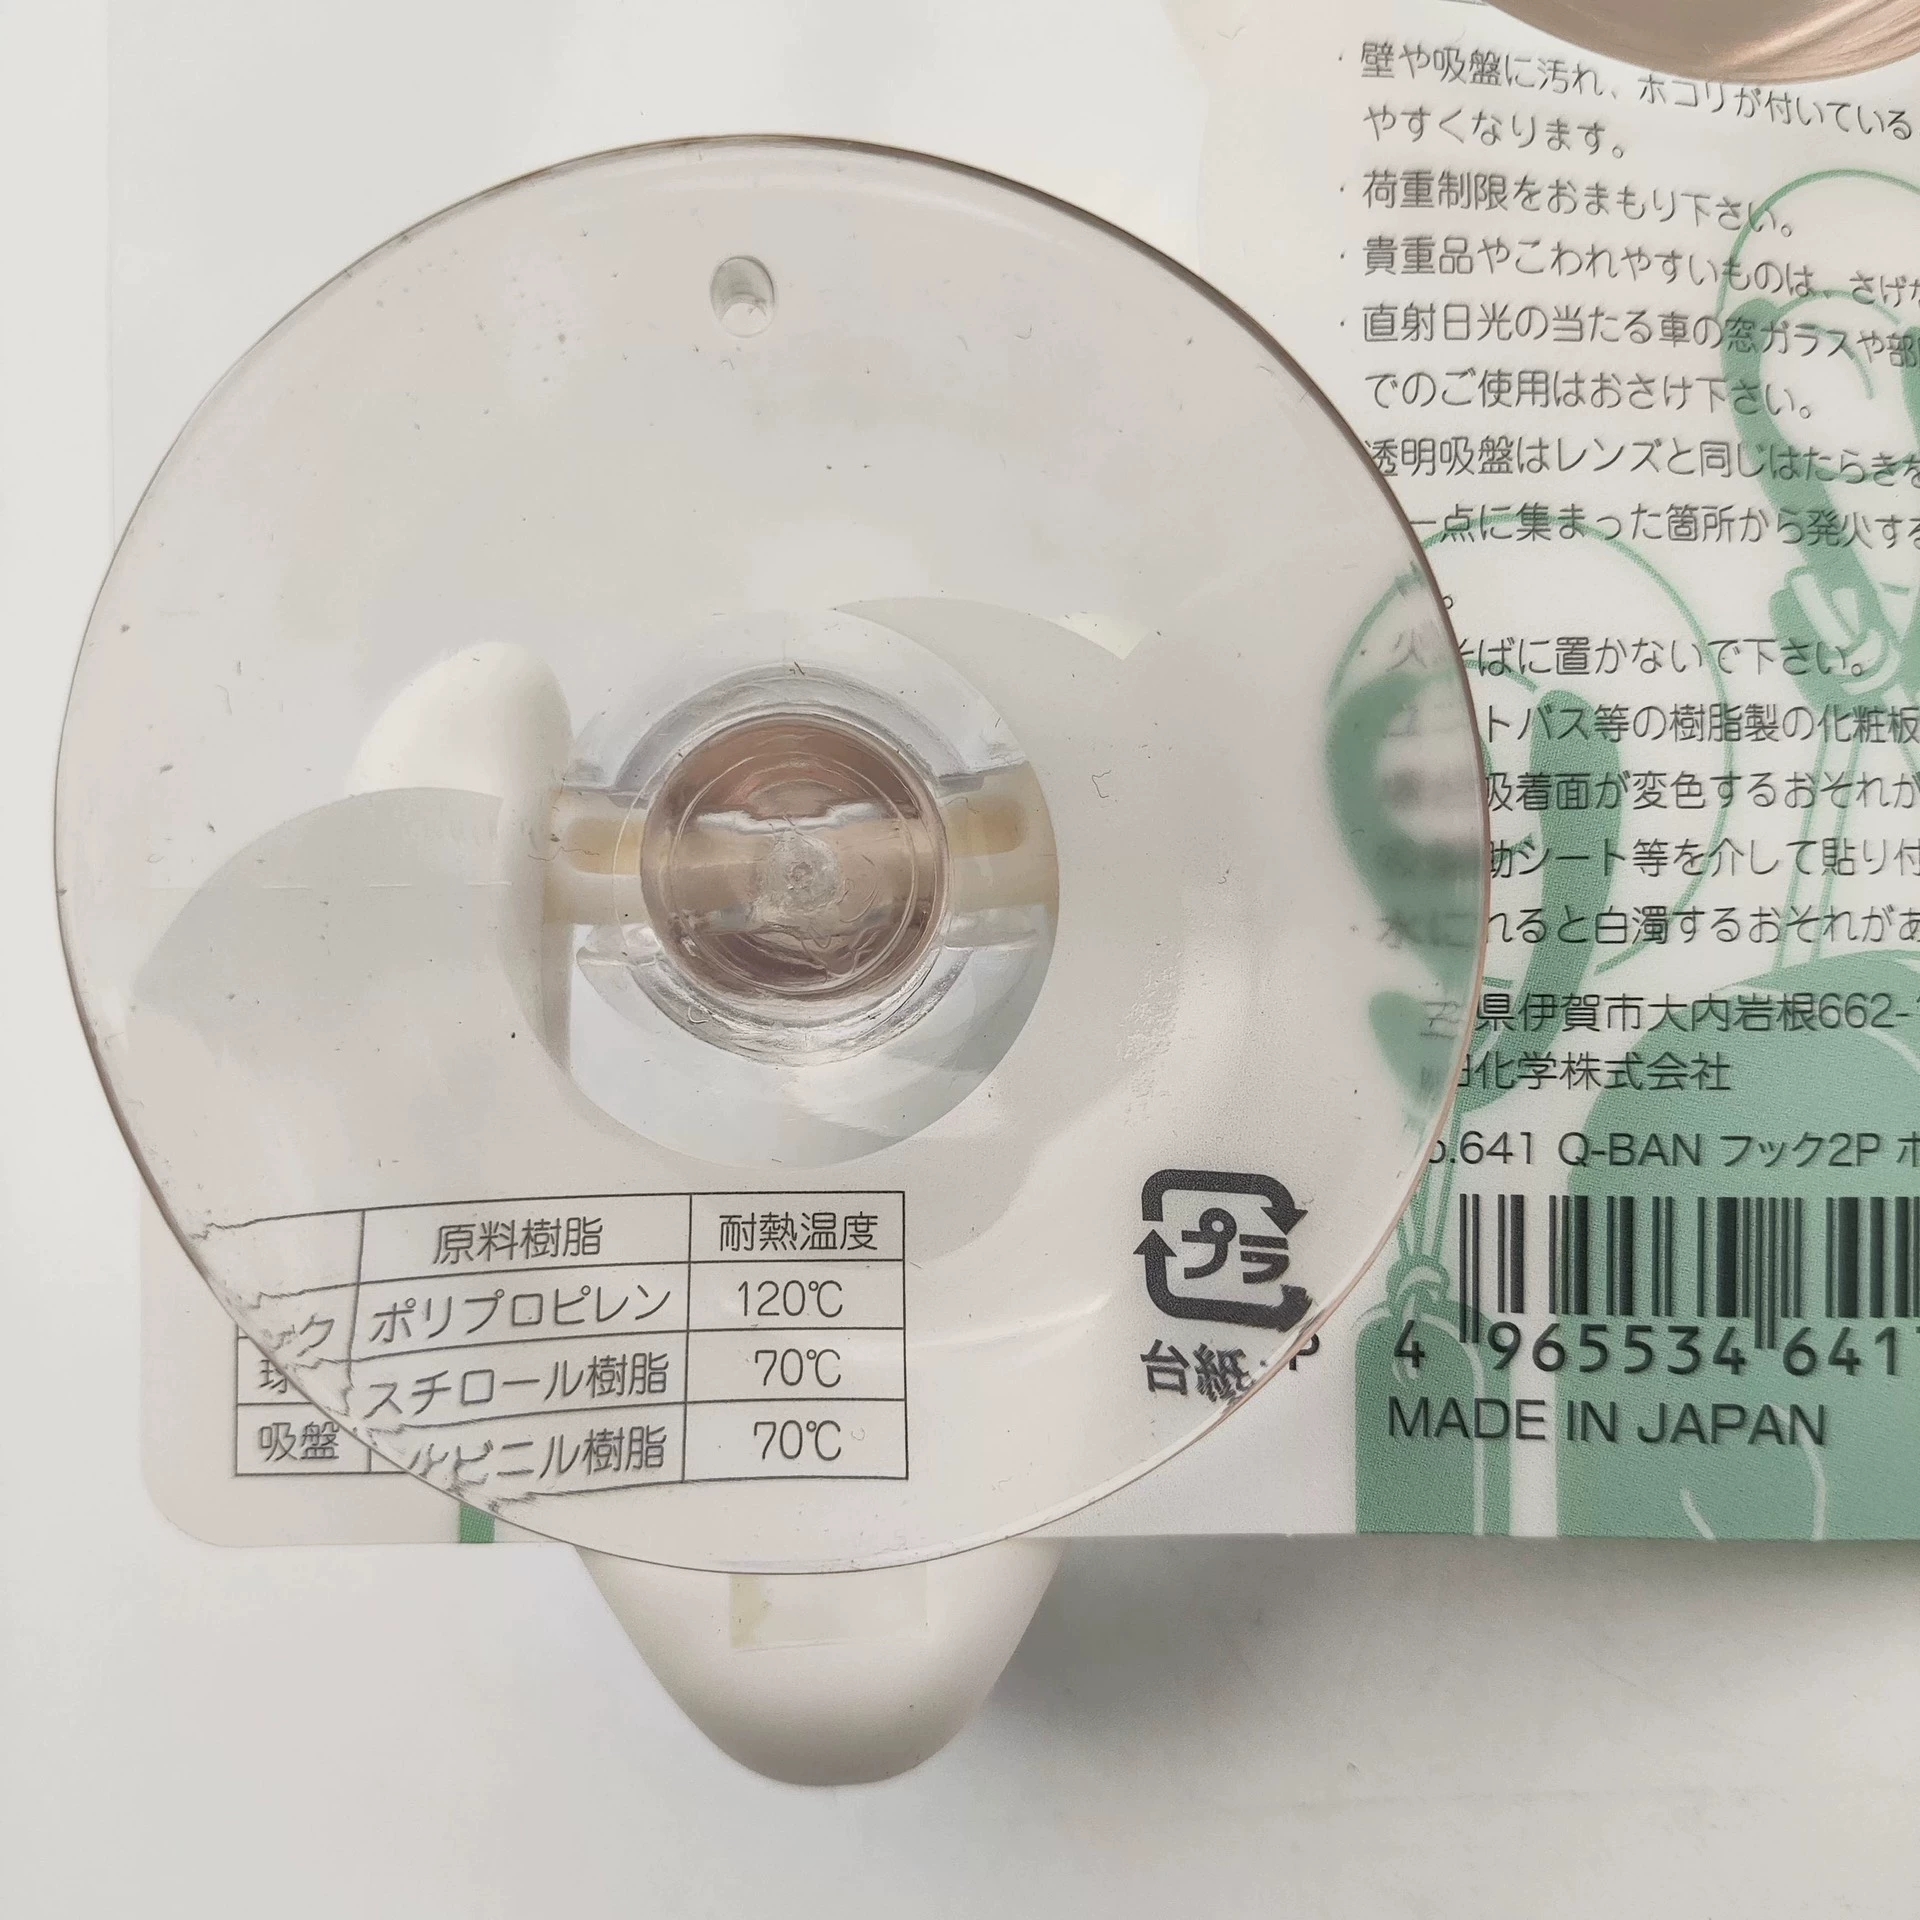 ・壁や吸盤に汚れ、ホコリが付いている
やすくなります。
・荷重制限をおまもり下さい。
・貴重品やこわれやすいものは、さげな
・直射日光の当たる車の窓ガラスや部
でのご使用はおさけ下さい。
透明吸盤はレンズと同じはたらきを
一点に集まった箇所から発火する
。
・火 そばに置かないで下さい。
トバス等の樹脂製の化粧板
吸着面が変色するおそれが
助シート等を介して貼り付
・水に れると白濁するおそれがあ
県伊賀市大内岩根662-
化学株式会社
.641 Q-BAN フック2P ホ
4 965534 641
MADE IN JAPAN
原料樹脂 耐熱温度
ック ポリプロピレン 120℃
球 スチロール樹脂 70℃
吸盤 ルビニル樹脂 70℃
プラ
台紙:P